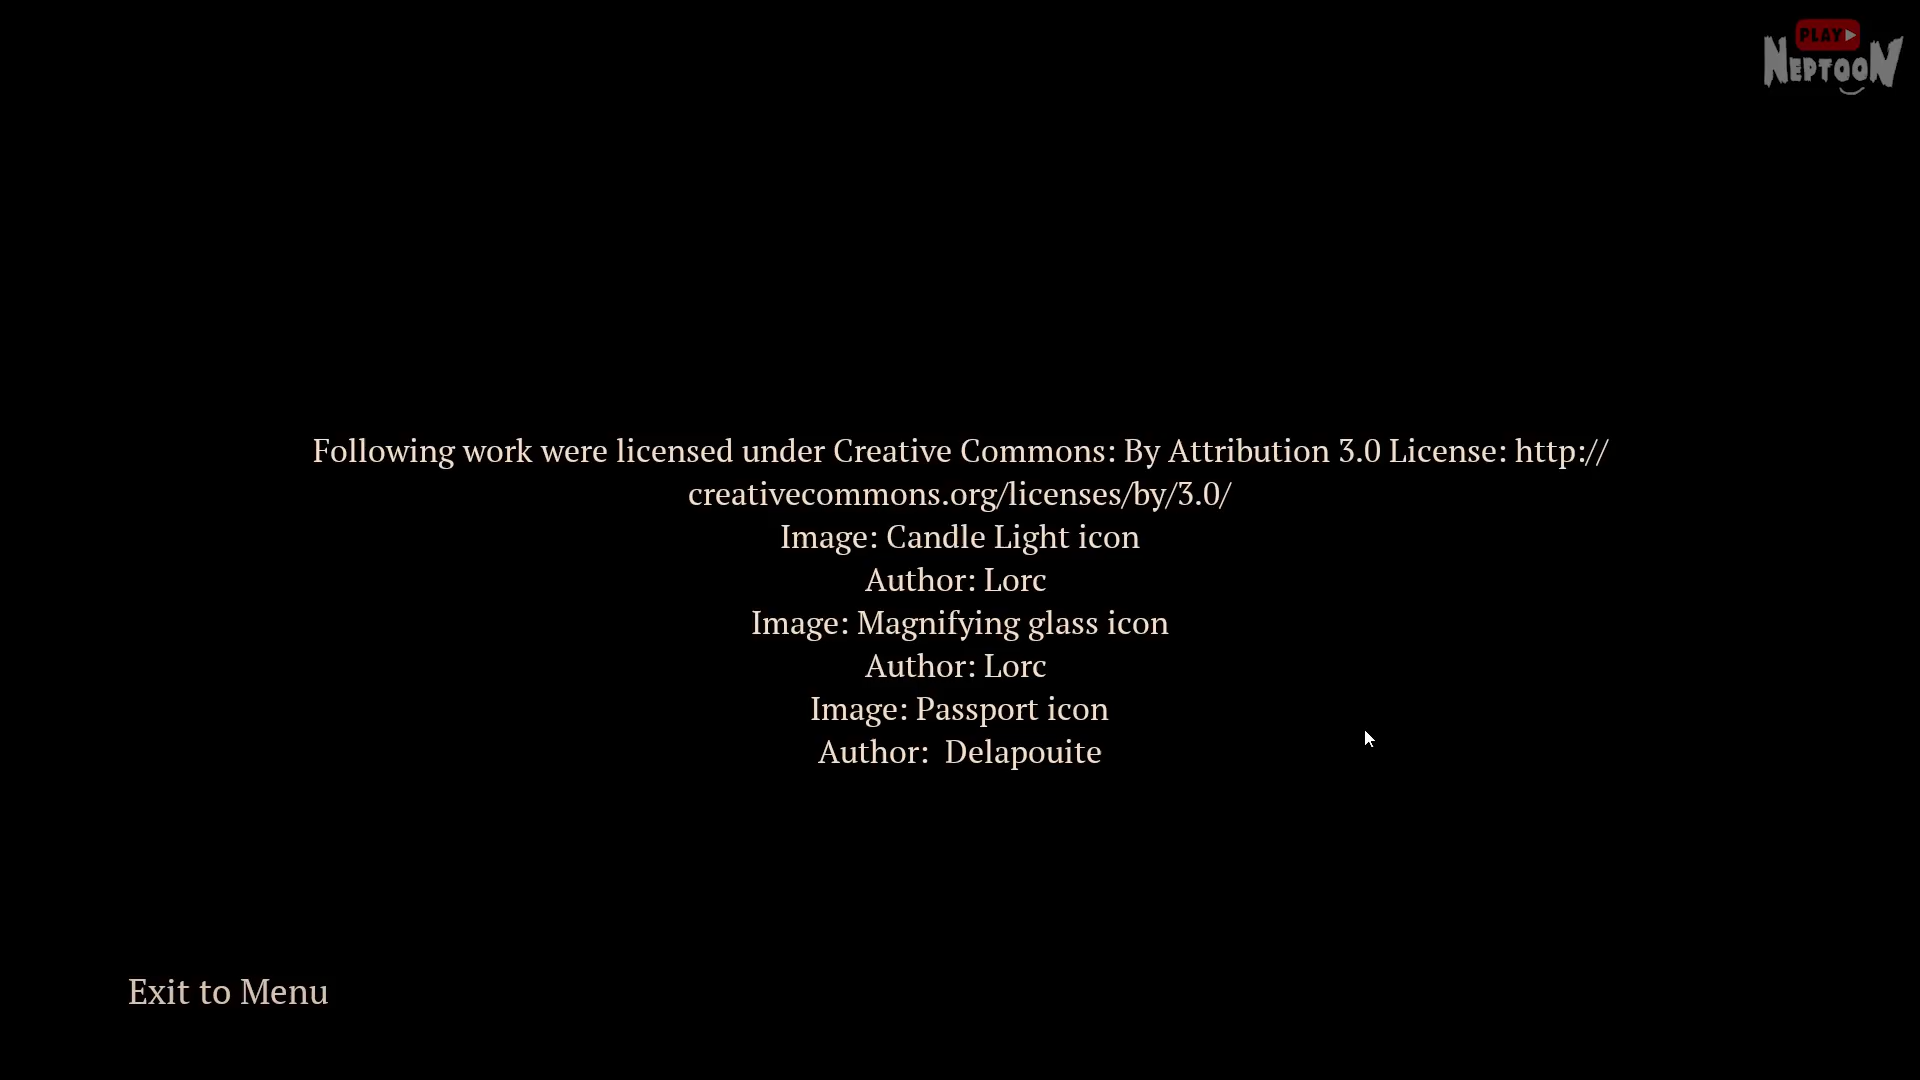 PLAY
NEPTOON
Following work were licensed under Creative Commons: By Attribution 3.0 License: http://
creativecommons.org/licenses/by/3.0/
Image: Candle Light icon
Author: Lorc
Image: Magnifying glass icon
Author: Lorc
Image: Passport icon
Author:  Delapouite
Exit to Menu